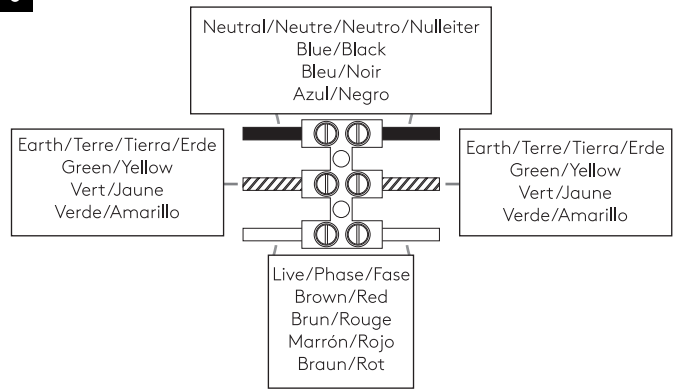 Neutral/Neutre/Neutro/Nulleiter
Blue/Black
Bleu/Noir
Azul/Negro
Earth/Terre/Tierra/Erde
Green/Yellow
Vert/Jaune
Verde/Amarillo
Earth/Terre/Tierra/Erde
Green/Yellow
Vert/Jaune
Verde/Amarillo
Live/Phase/Fase
Brown/Red
Brun/Rouge
Marrón/Rojo
Braun/Rot